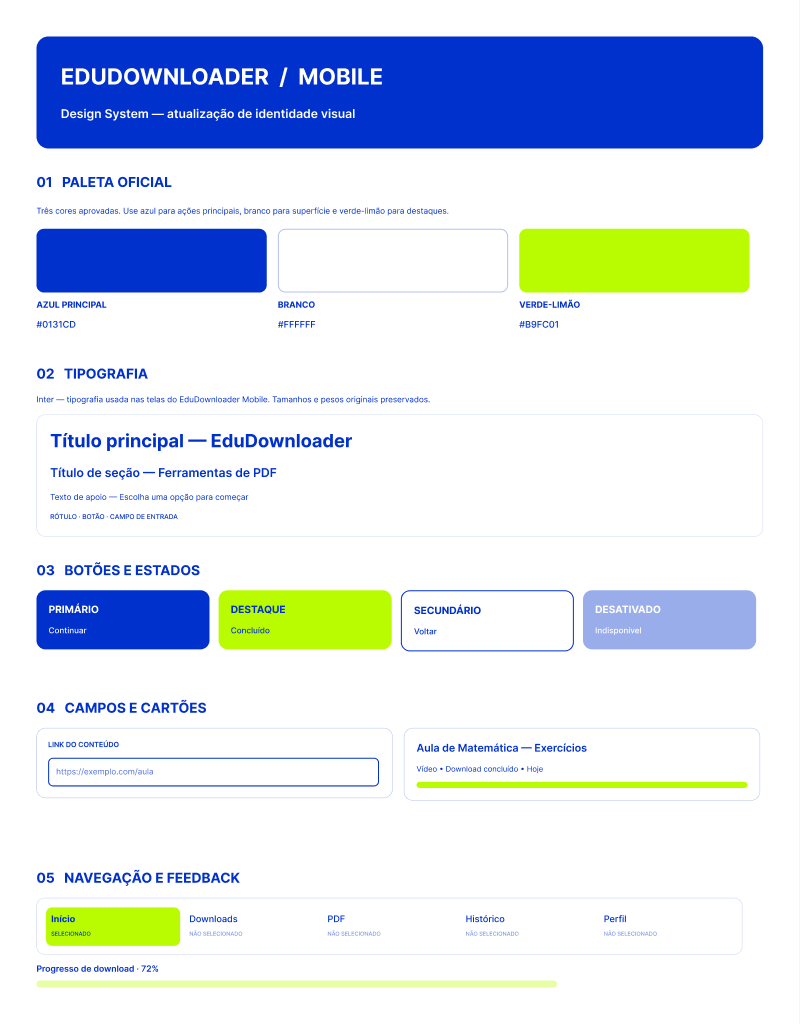 EDUDOWNLOADER / MOBILE
Design System — atualização de identidade visual
01 PALETA OFICIAL
Três cores aprovadas. Use azul para ações principais, branco para superfície e verde-limão para destaques.
AZUL PRINCIPAL
#0131CD
BRANCO
#FFFFFF
VERDE-LIMÃO
#B9FC01
02 TIPOGRAFIA
Inter — tipografia usada nas telas do EduDownloader Mobile. Tamanhos e pesos originais preservados.
Título principal — EduDownloader
Título de seção — Ferramentas de PDF
Texto de apoio — Escolha uma opção para começar
RÓTULO · BOTÃO · CAMPO DE ENTRADA
03 BOTÕES E ESTADOS
PRIMÁRIO
Continuar
DESTAQUE
Concluído
SECUNDÁRIO
Voltar
DESATIVADO
Indisponível
04 CAMPOS E CARTÕES
LINK DO CONTEÚDO
https://exemplo.com/aula
Aula de Matemática — Exercícios
Vídeo • Download concluído • Hoje
05 NAVEGAÇÃO E FEEDBACK
Início
SELECIONADO
Downloads
NÃO SELECIONADO
PDF
NÃO SELECIONADO
Histórico
NÃO SELECIONADO
Perfil
NÃO SELECIONADO
Progresso de download · 72%